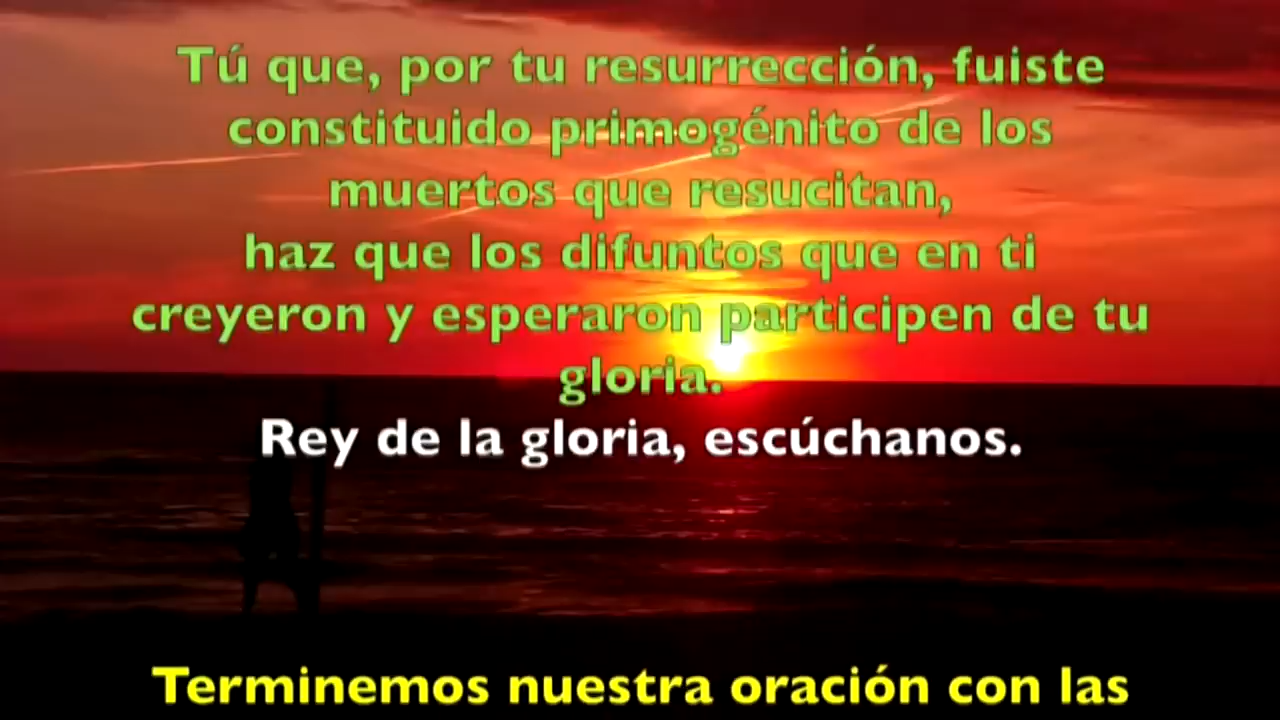 Tú que, por tu resurrección, fuiste
constituido primogénito de los
muertos que resucitan,
haz que los difuntos que en ti
creyeron y esperaron participen de tu
gloria.
Rey de la gloria, escúchanos.
Terminemos nuestra oración con las